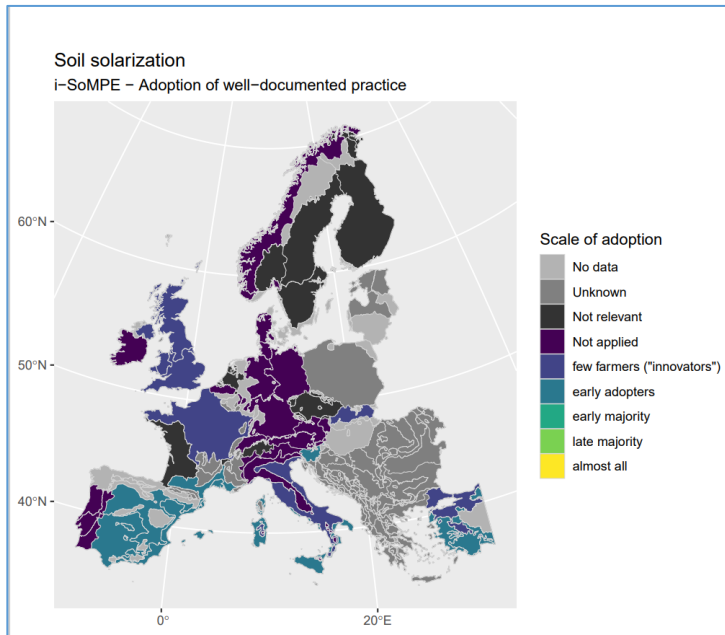 Soil solarization
i−SoMPE − Adoption of well−documented practice
60°N
50°N
40°N
0°
20°E
Scale of adoption
No data
Unknown
Not relevant
Not applied
few farmers ("innovators")
early adopters
early majority
late majority
almost all